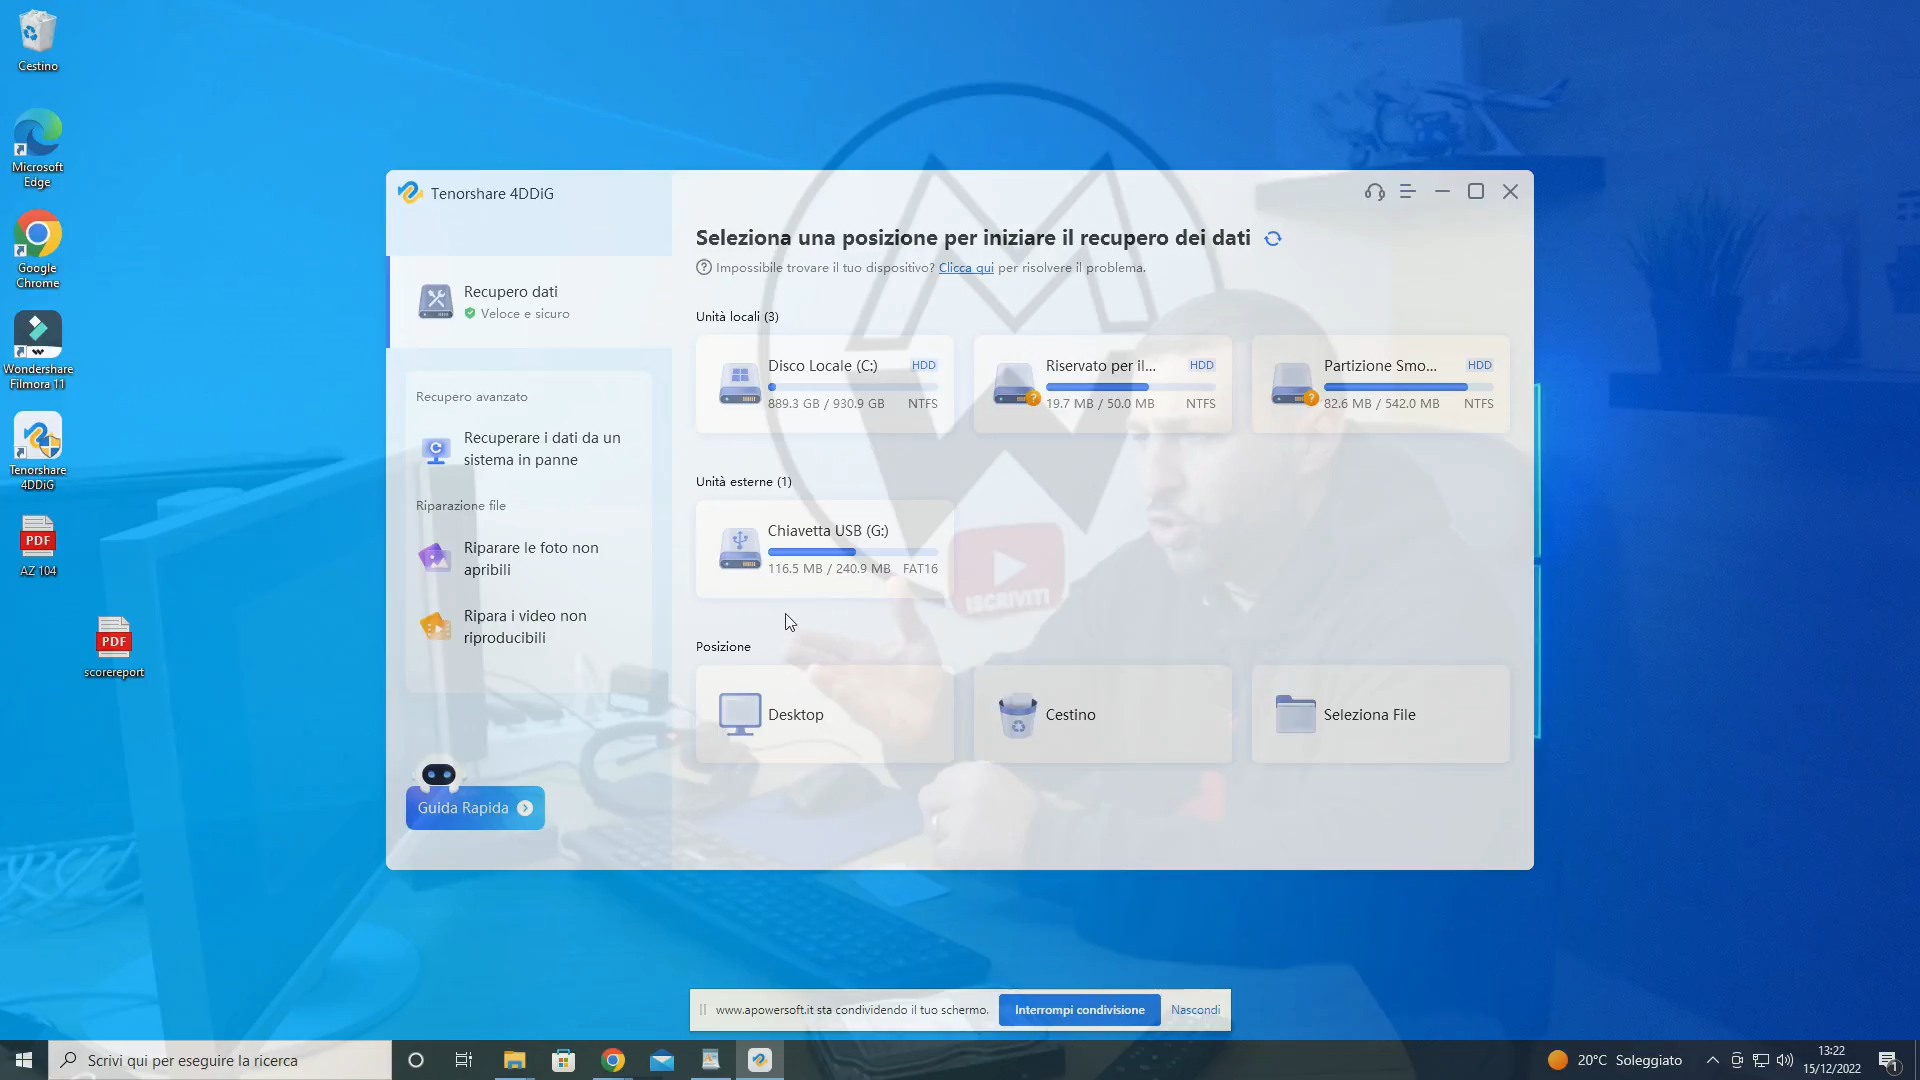 Cestino
Microsoft
Edge
Google
Chrome
Wondershare
Filmora 11
Tenorshare
4DDiG
PDF
AZ 104
PDF
scorereport
Tenorshare 4DDiG
Recupero dati
Veloce e sicuro
Recupero avanzato
Recuperare i dati da un
sistema in panne
Riparazione file
Riparare le foto non
apribili
Ripara i video non
riproducibili
Guida Rapida
Seleziona una posizione per iniziare il recupero dei dati
Impossibile trovare il tuo dispositivo? Clicca qui per risolvere il problema.
Unità locali (3)
Disco Locale (C:) HDD
889.3 GB / 930.9 GB NTFS
Riservato per il... HDD
19.7 MB / 50.0 MB NTFS
Partizione Smo... HDD
82.6 MB / 542.0 MB NTFS
Unità esterne (1)
Chiavetta USB (G:)
116.5 MB / 240.9 MB FAT16
ISCRIVITI
Posizione
Desktop
Cestino
Seleziona File
www.apowersoft.it sta condividendo il tuo schermo. Interrompi condivisione Nascondi
Scrivi qui per eseguire la ricerca
20°C Soleggiato
13:22
15/12/2022
1